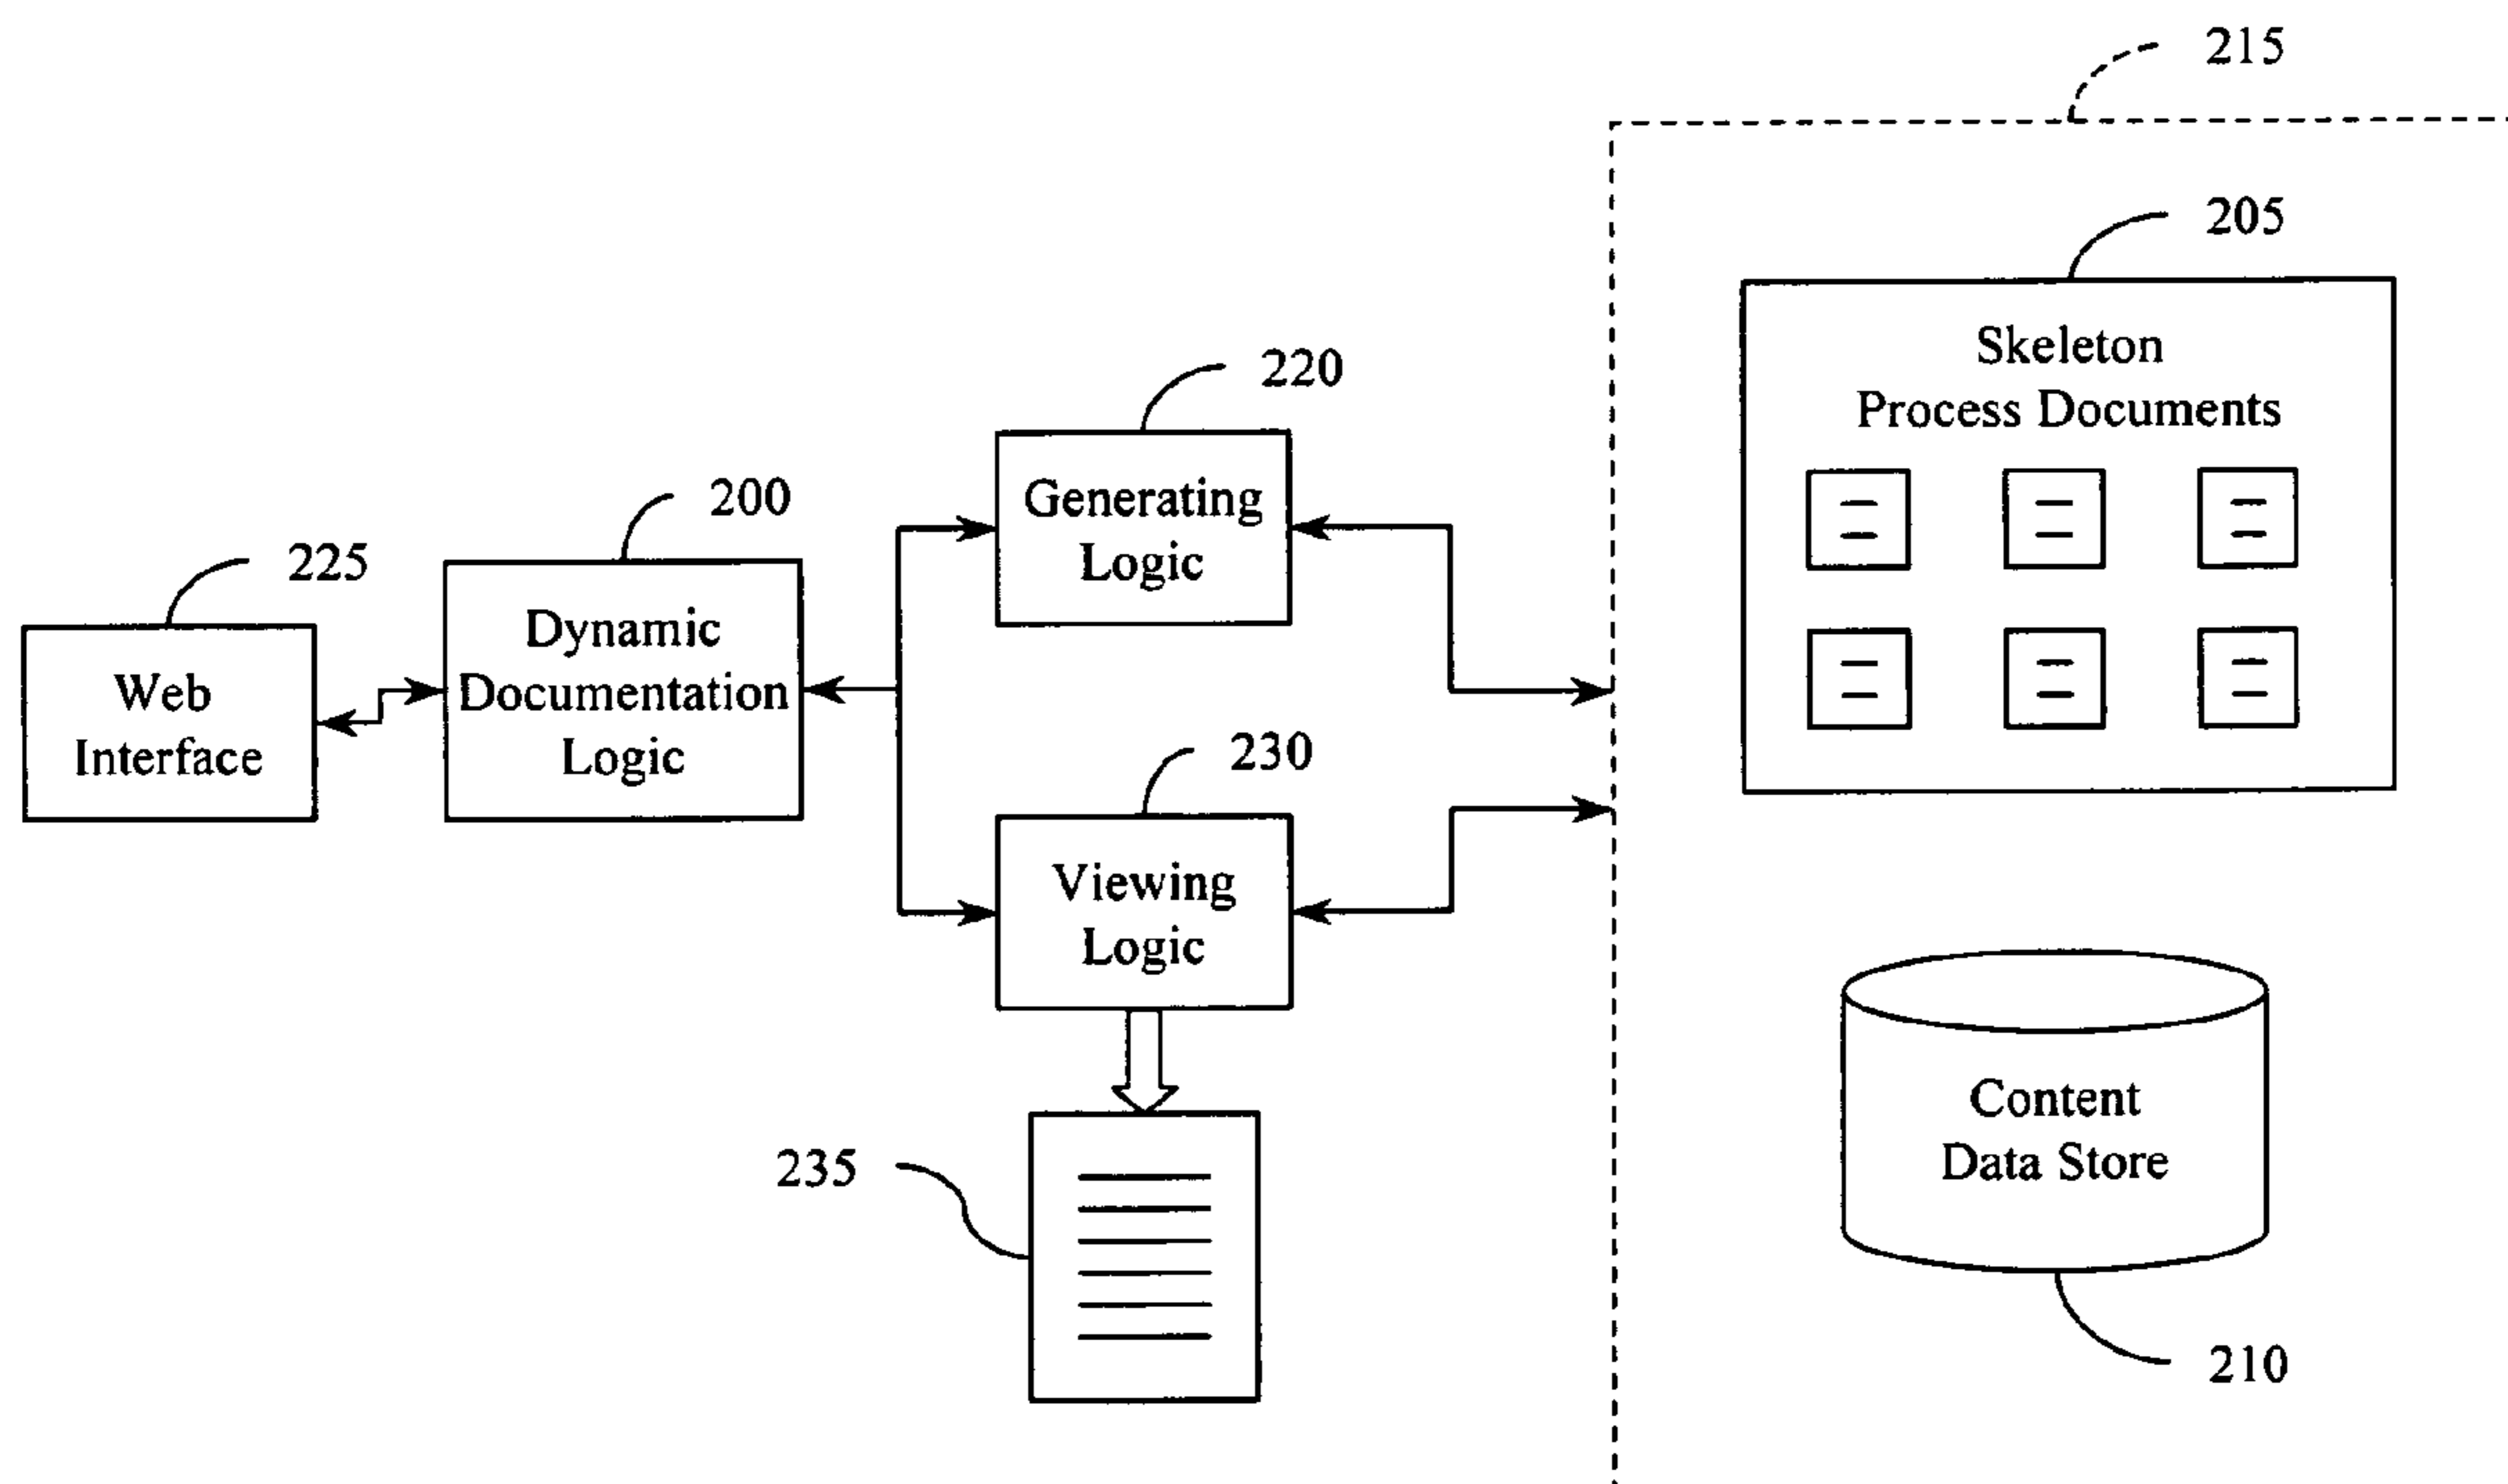 215
205
Skeleton
Process Documents
220
Generating
Logic
200
Dynamic
Documentation
Logic
225
Web
Interface
230
Viewing
Logic
235
Content
Data Store
210